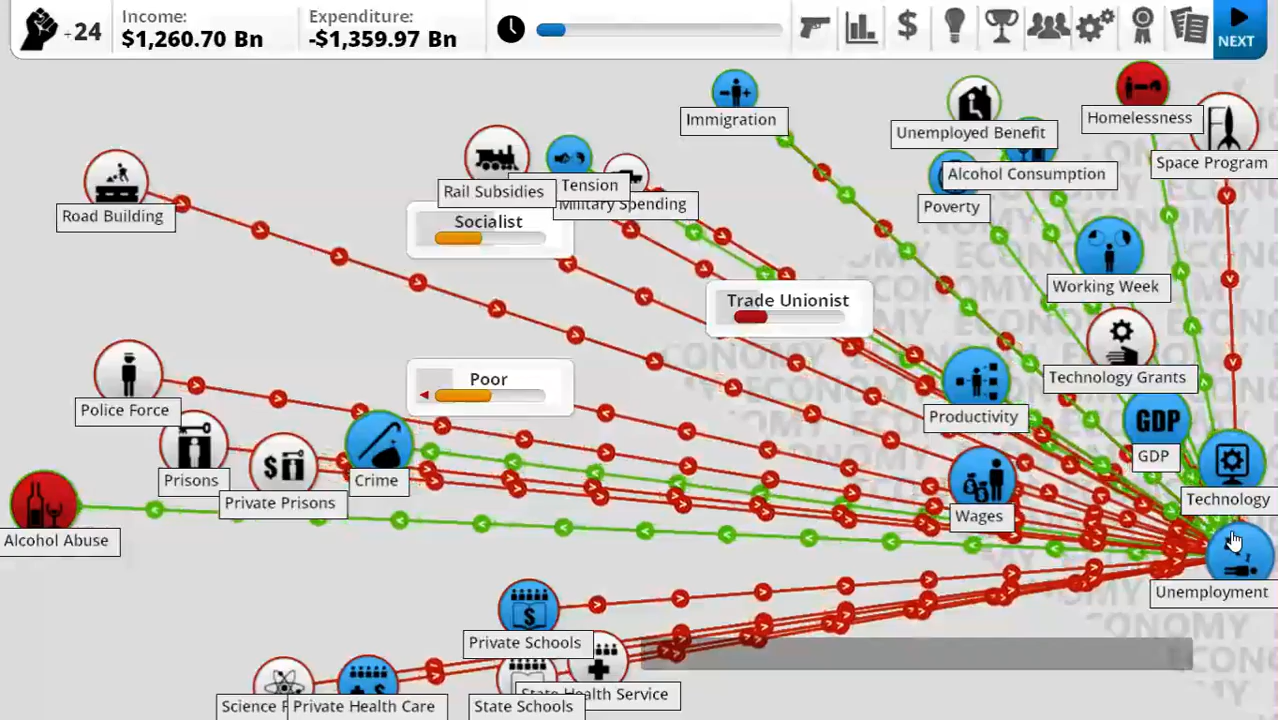 +24
Income:
$1,260.70 Bn
Expenditure:
-$1,359.97 Bn
NEXT
Immigration
Unemployed Benefit
Homelessness
Space Program
Alcohol Consumption
Poverty
Rail Subsidies
Tension
Military Spending
Road Building
Socialist
Trade Unionist
Working Week
Technology Grants
Poor
Productivity
GDP
GDP
Police Force
Prisons
Private Prisons
Crime
Wages
Technology
Alcohol Abuse
Unemployment
Private Schools
State Health Service
Science
Private Health Care
State Schools
ECONOMY